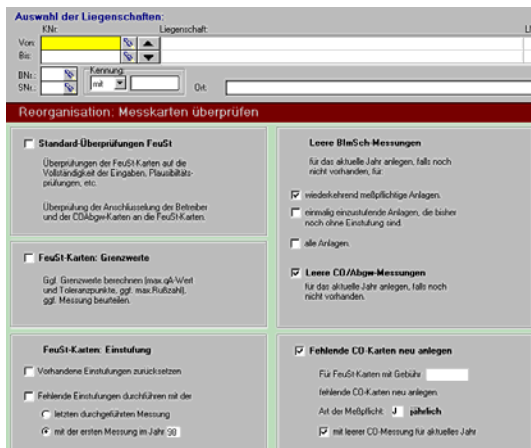 Auswahl der Liegenschaften:
KNr. Liegenschaft:
Von:
Bis:
BNr.: Kennung:
SNr.: mit Ort:
Reorganisation: Messkarten überprüfen
Standard-Überprüfungen FeuSt
Überprüfungen der FeuSt-Karten auf die
Vollständigkeit der Eingaben, Plausibiltäts-
prüfungen, etc.
Überprüfung der Anschlüsselung der Betreiber
und der COAbgw-Karten an die FeuSt-Karten.
FeuSt-Karten: Grenzwerte
Ggf. Grenzwerte berechnen (max.qA-Wert
und Toleranzpunkte, ggf. max.Rußzahl),
ggf. Messung beurteilen.
FeuSt-Karten: Einstufung
Vorhandene Einstufungen zurücksetzen
Fehlende Einstufungen durchführen mit der
letzten durchgeführten Messung
mit der ersten Messung im Jahr 98
Leere BImSch-Messungen
für das aktuelle Jahr anlegen, falls noch
nicht vorhanden, für:
wiederkehrend meßpflichtige Anlagen.
einmalig einzustufende Anlagen, die bisher
noch ohne Einstufung sind.
alle Anlagen.
Leere CO/Abgw-Messungen
für das aktuelle Jahr anlegen, falls noch
nicht vorhanden.
Fehlende CO-Karten neu anlegen
Für FeuSt-Karten mit Gebühr
fehlende CO-Karten neu anlegen.
Art der Meßpflicht: J jährlich
mit leerer CO-Messung für aktuelles Jahr